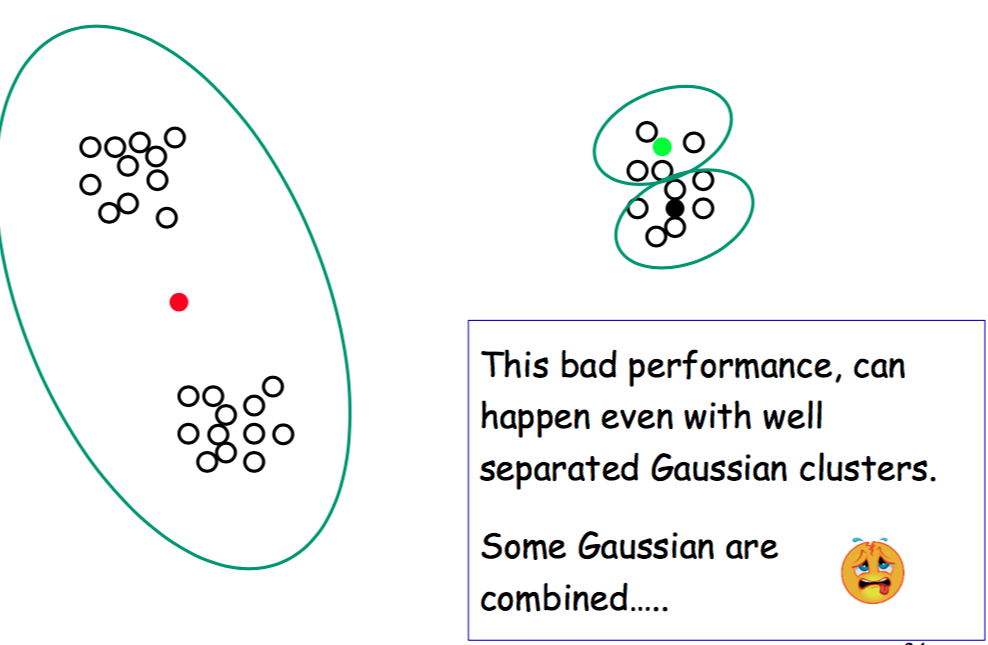 This bad performance, can
happen even with well
separated Gaussian clusters.
Some Gaussian are
combined.....